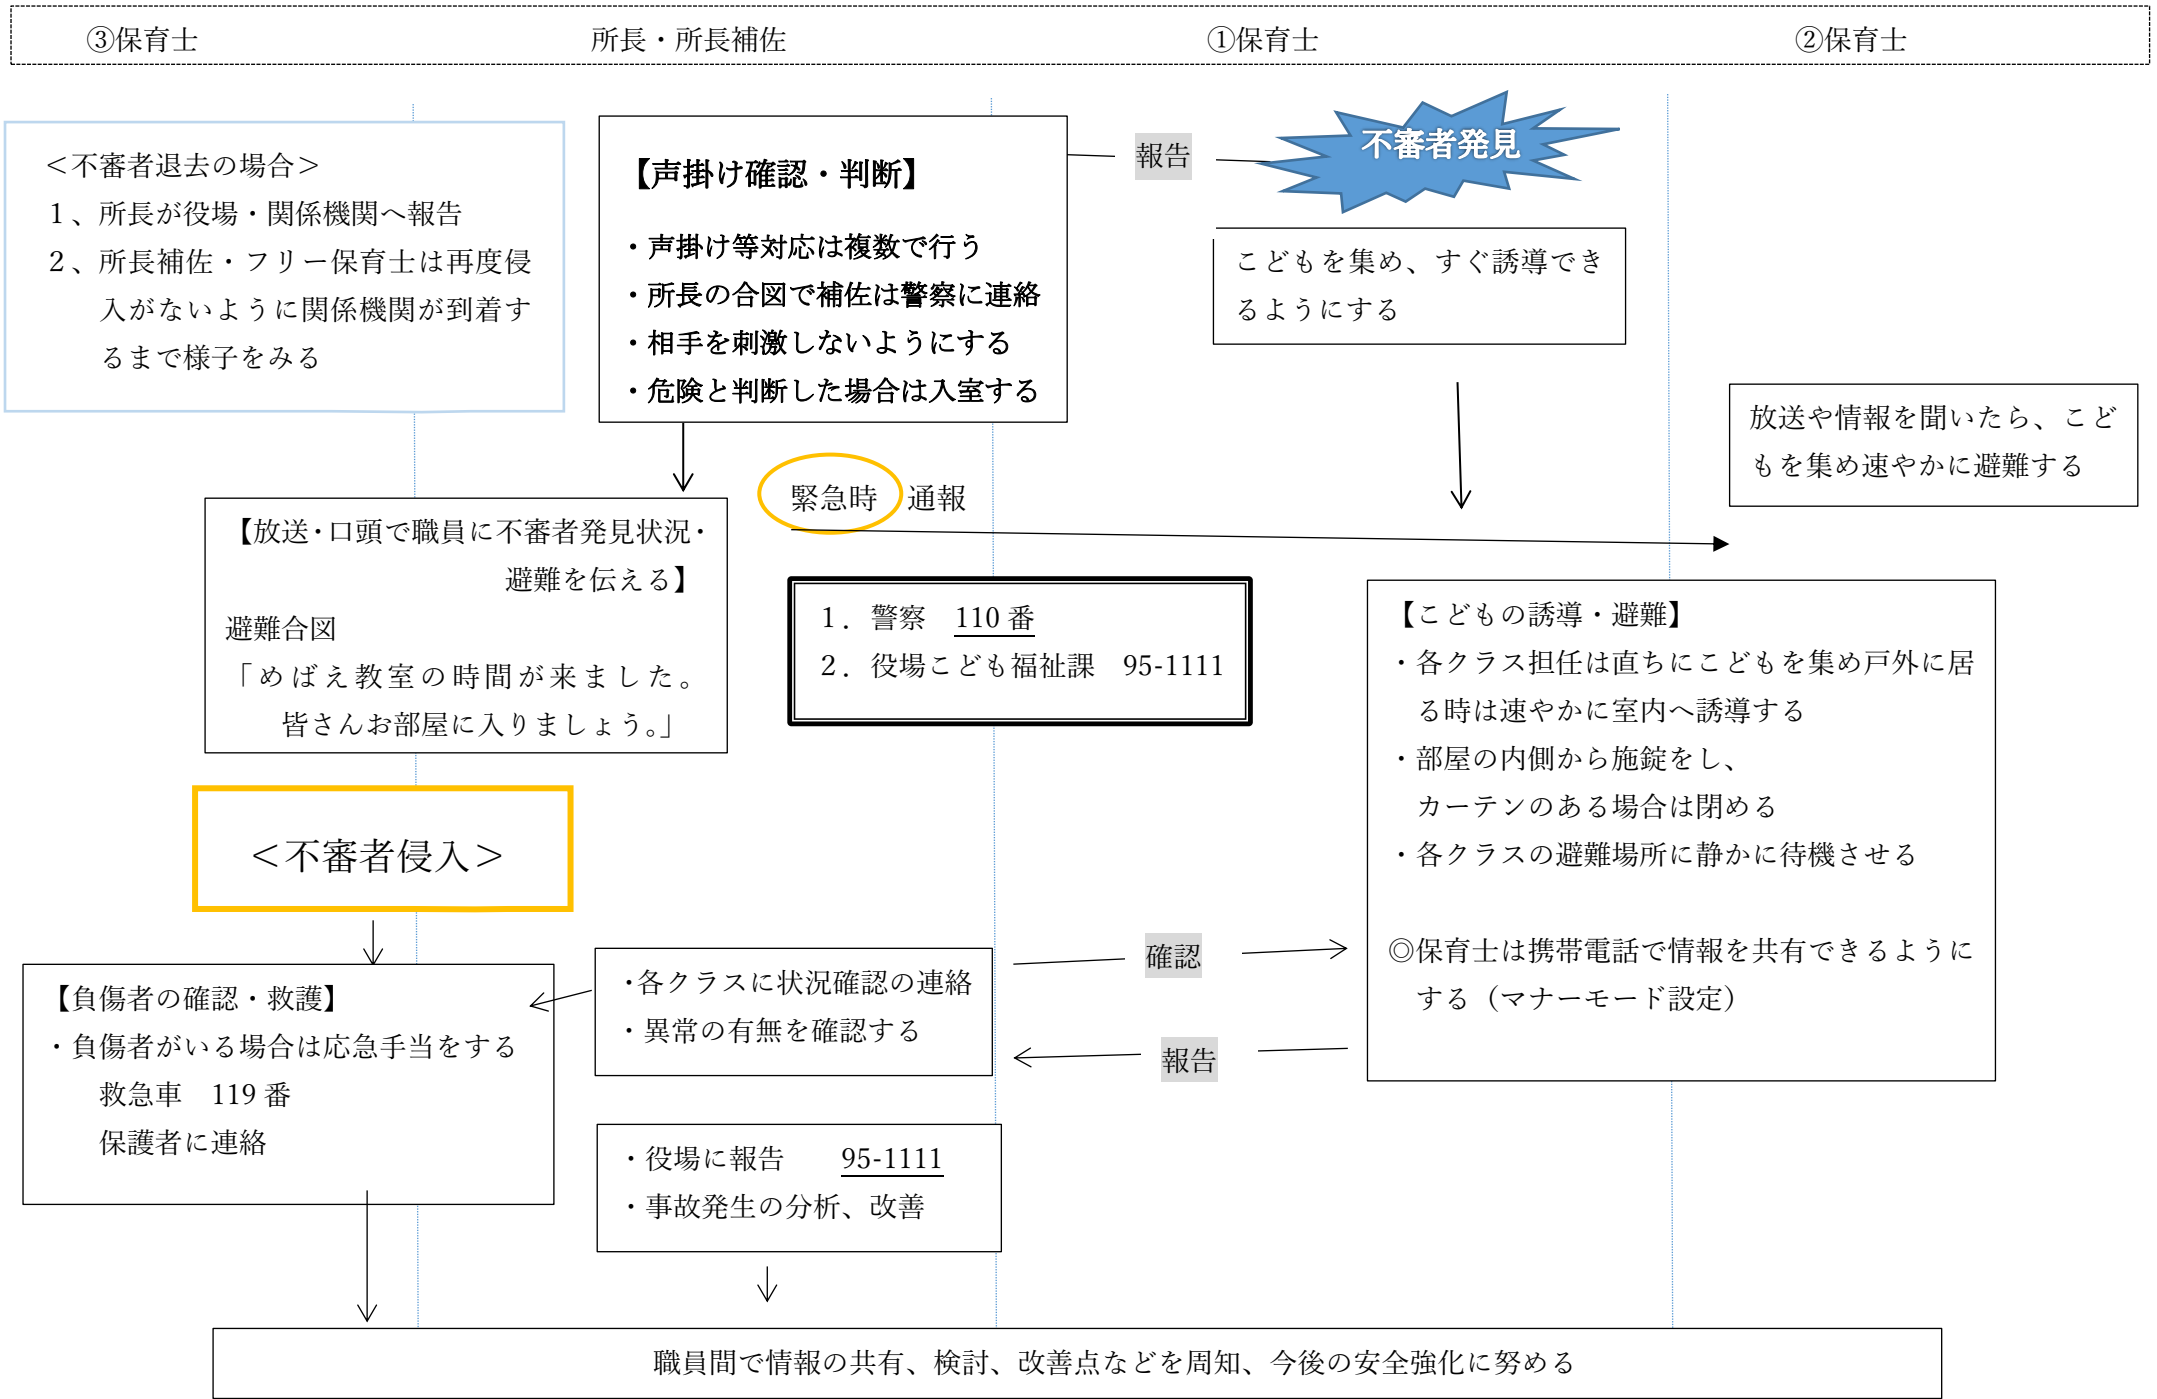 ③保育士
所長・所長補佐
①保育士
②保育士
不審者発見
報告
＜不審者退去の場合＞
１、所長が役場・関係機関へ報告
２、所長補佐・フリー保育士は再度侵
入がないように関係機関が到着す
るまで様子をみる
【声掛け確認・判断】
・声掛け等対応は複数で行う
・所長の合図で補佐は警察に連絡
・相手を刺激しないようにする
・危険と判断した場合は入室する
こどもを集め、すぐ誘導でき
るようにする
放送や情報を聞いたら、こど
もを集め速やかに避難する
緊急時　通報
【放送・口頭で職員に不審者発見状況・
避難を伝える】
避難合図
「めばえ教室の時間が来ました。
皆さんお部屋に入りましょう。」
１．警察　110 番
２．役場こども福祉課　95-1111
【こどもの誘導・避難】
・各クラス担任は直ちにこどもを集め戸外に居
る時は速やかに室内へ誘導する
・部屋の内側から施錠をし、
カーテンのある場合は閉める
・各クラスの避難場所に静かに待機させる
◎保育士は携帯電話で情報を共有できるように
する（マナーモード設定）
＜不審者侵入＞
【負傷者の確認・救護】
・負傷者がいる場合は応急手当をする
救急車　119 番
保護者に連絡
・各クラスに状況確認の連絡
・異常の有無を確認する
確認
報告
・役場に報告　　95-1111
・事故発生の分析、改善
職員間で情報の共有、検討、改善点などを周知、今後の安全強化に努める